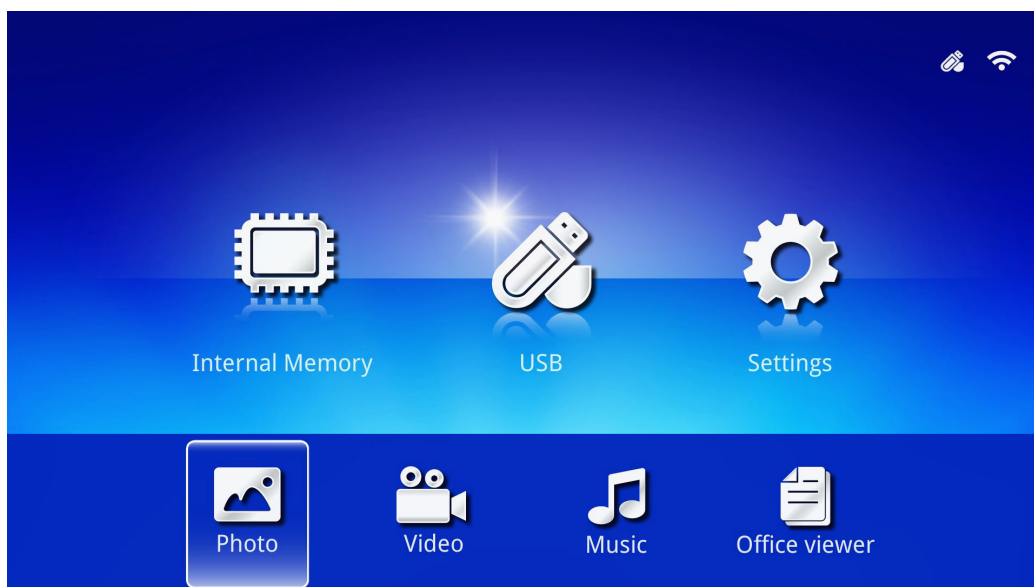 Internal Memory
USB
Settings
Photo
Video
Music
Office viewer